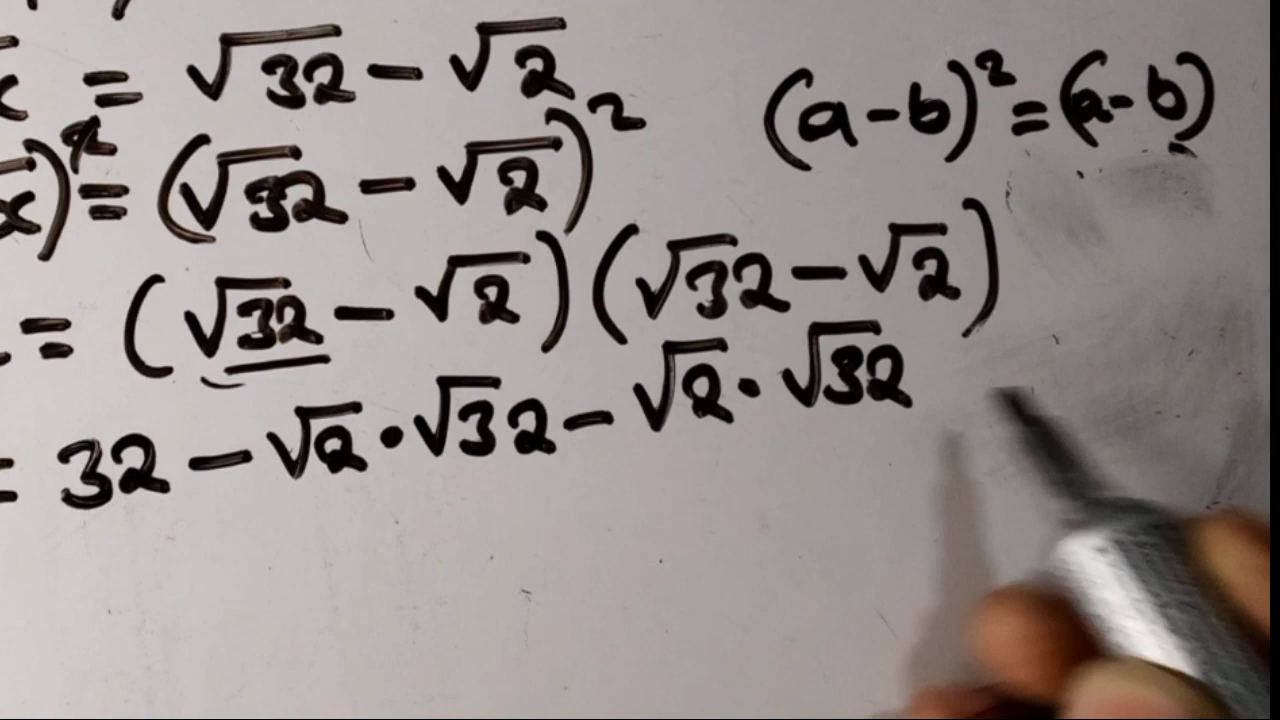 x = √32 - √2
(a-b)² = (a-b)
x)² = (√32 - √2)²
= (√32 - √2)(√32 - √2)
= 32 - √2·√32 - √2·√32